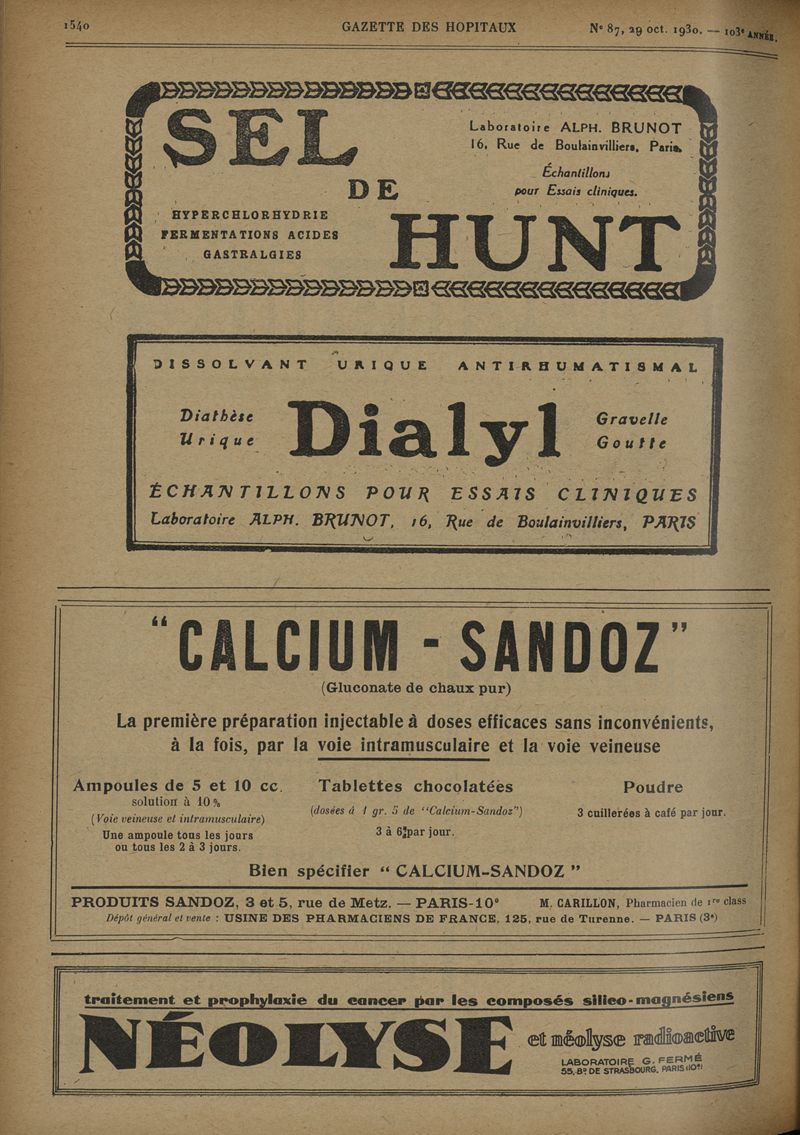 1540
GAZETTE DES HOPITAUX
N° 87, 29 oct. 1930. — 103e ANNÉE.
SEL
DE
HUNT
Laboratoire ALPH. BRUNOT
16, Rue de Boulainvilliers, Paris.
Échantillons
pour Essais cliniques.
HYPERCHLORHYDRIE
FERMENTATIONS ACIDES
GASTRALGIES
DISSOLVANT URIQUE ANTIRHUMATISMAL
Diathèse
Urique
Dialyl
Gravelle
Goutte
ÉCHANTILLONS POUR ESSAIS CLINIQUES
Laboratoire ALPH. BRUNOT, 16, Rue de Boulainvilliers, PARIS
"CALCIUM - SANDOZ"
(Gluconate de chaux pur)
La première préparation injectable à doses efficaces sans inconvénients,
à la fois, par la voie intramusculaire et la voie veineuse
Ampoules de 5 et 10 cc.
solution à 10 %
(Voie veineuse et intramusculaire)
Une ampoule tous les jours
ou tous les 2 à 3 jours.
Tablettes chocolatées
(dosées à 1 gr. 5 de "Calcium-Sandoz")
3 à 6 par jour.
Poudre
3 cuillerées à café par jour.
Bien spécifier " CALCIUM-SANDOZ "
PRODUITS SANDOZ, 3 et 5, rue de Metz. — PARIS-10e
M. CARILLON, Pharmacien de 1re class
Dépôt général et vente : USINE DES PHARMACIENS DE FRANCE, 125, rue de Turenne. — PARIS (3e)
traitement et prophylaxie du cancer par les composés silico-magnésiens
NÉOLYSE
et néolyse radioactive
LABORATOIRE G. FERMÉ
55, Bd DE STRASBOURG, PARIS (10e)